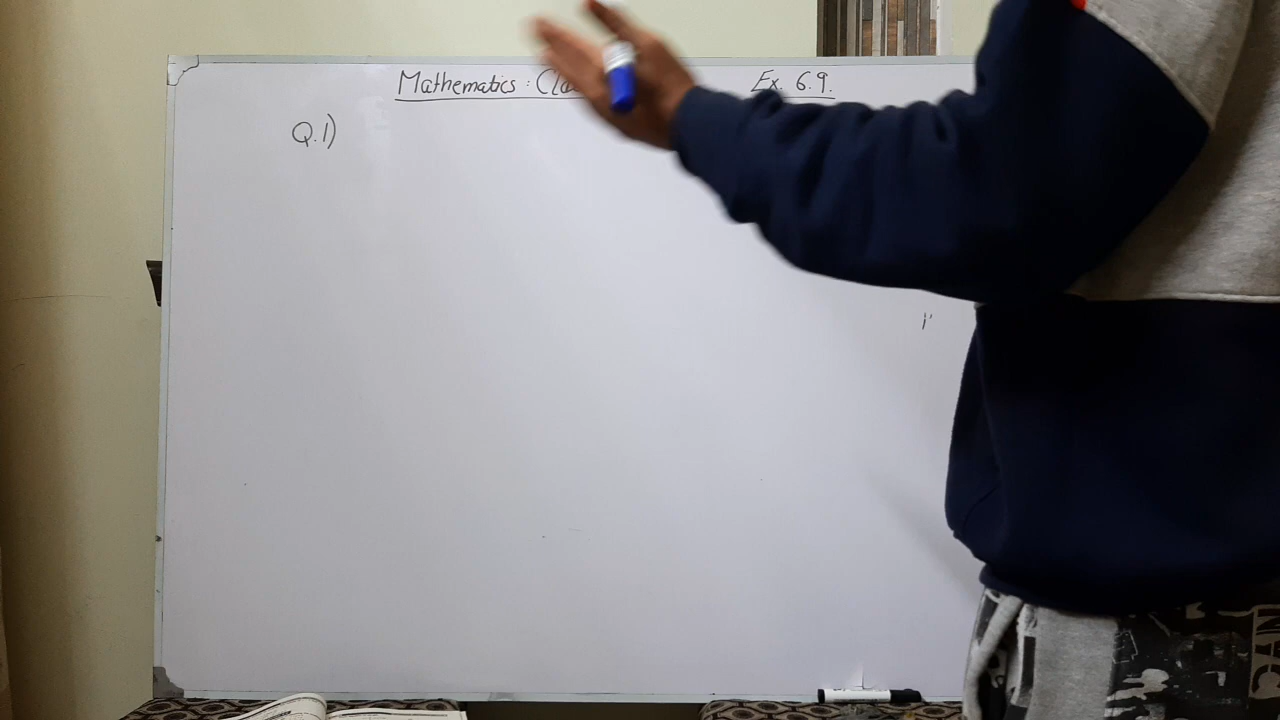 Mathematics : Cla
Ex. 6.9.
Q.1)